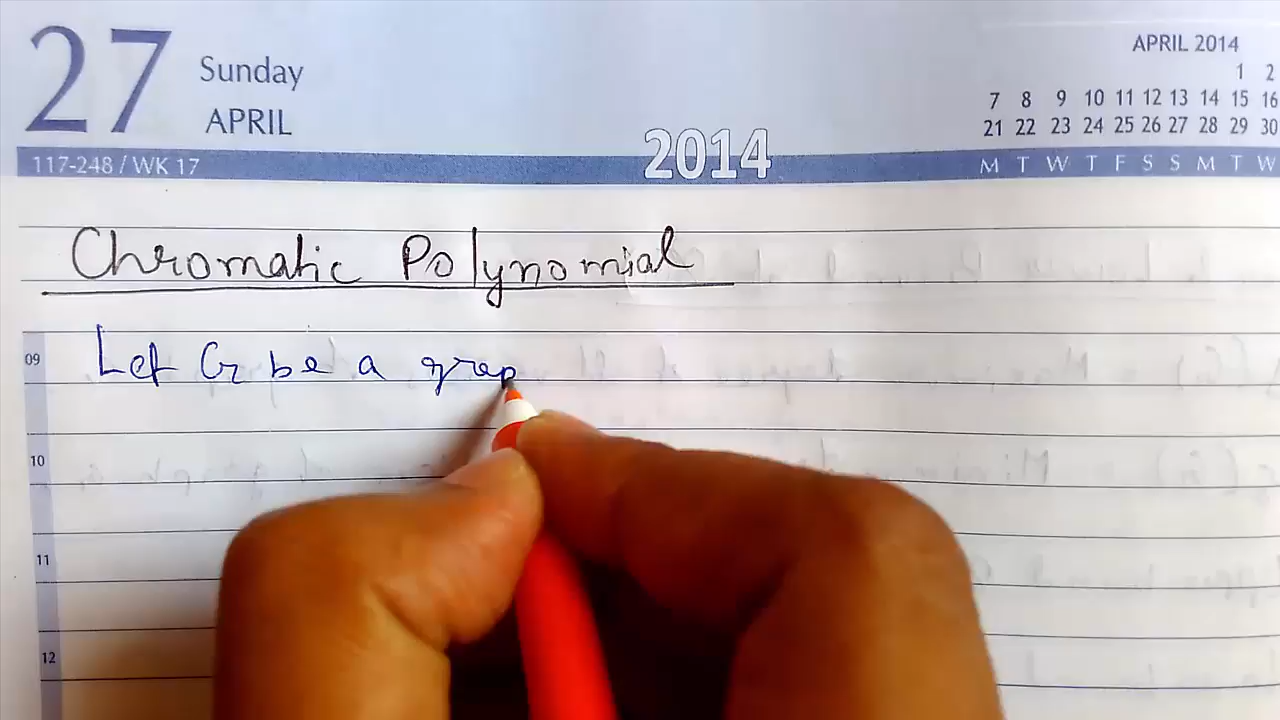 27 Sunday
APRIL
APRIL 2014
1 2
7 8 9 10 11 12 13 14 15 16
21 22 23 24 25 26 27 28 29 30
117-248 / WK 17
2014
M T W T F S S M T W
Chromatic Polynomial
09
Let G be a grap
10
11
12